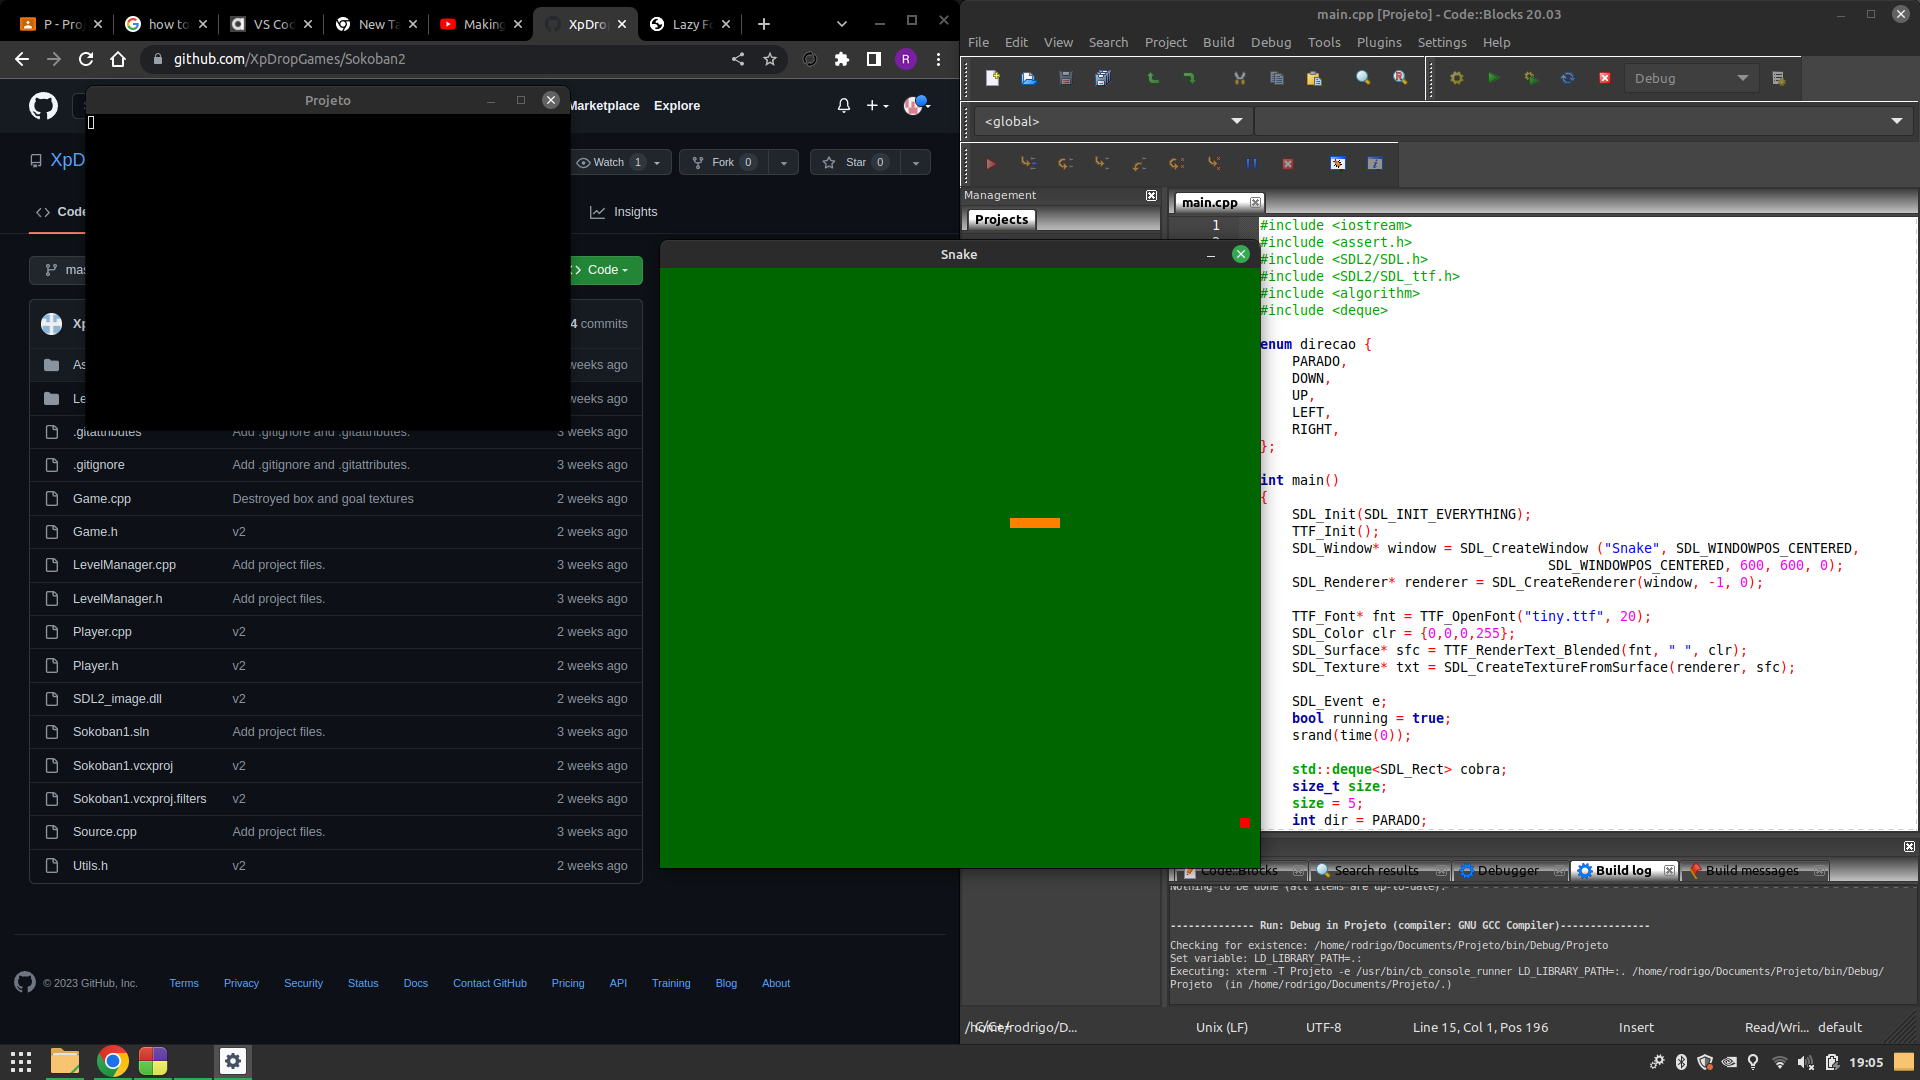 P - Pro
how to
VS Cod
New Ta
Making
XpDrop
Lazy Fo
github.com/XpDropGames/Sokoban2
R
Projeto
Marketplace
Explore
XpD
Watch 1
Fork 0
Star 0
Code
Insights
mas
Code
Xp
4 commits
As
weeks ago
Le
weeks ago
.gitattributes Add .gitignore and .gitattributes. 3 weeks ago
.gitignore Add .gitignore and .gitattributes. 3 weeks ago
Game.cpp Destroyed box and goal textures 2 weeks ago
Game.h v2 2 weeks ago
LevelManager.cpp Add project files. 3 weeks ago
LevelManager.h Add project files. 3 weeks ago
Player.cpp v2 2 weeks ago
Player.h v2 2 weeks ago
SDL2_image.dll v2 2 weeks ago
Sokoban1.sln Add project files. 3 weeks ago
Sokoban1.vcxproj v2 2 weeks ago
Sokoban1.vcxproj.filters v2 2 weeks ago
Source.cpp Add project files. 3 weeks ago
Utils.h v2 2 weeks ago
© 2023 GitHub, Inc. Terms Privacy Security Status Docs Contact GitHub Pricing API Training Blog About
Snake
main.cpp [Projeto] - Code::Blocks 20.03
File Edit View Search Project Build Debug Tools Plugins Settings Help
Debug
<global>
Management
Projects
main.cpp
1 #include <iostream>
#include <assert.h>
#include <SDL2/SDL.h>
#include <SDL2/SDL_ttf.h>
#include <algorithm>
#include <deque>
enum direcao {
PARADO,
DOWN,
UP,
LEFT,
RIGHT,
};
int main()
{
SDL_Init(SDL_INIT_EVERYTHING);
TTF_Init();
SDL_Window* window = SDL_CreateWindow ("Snake", SDL_WINDOWPOS_CENTERED,
SDL_WINDOWPOS_CENTERED, 600, 600, 0);
SDL_Renderer* renderer = SDL_CreateRenderer(window, -1, 0);
TTF_Font* fnt = TTF_OpenFont("tiny.ttf", 20);
SDL_Color clr = {0,0,0,255};
SDL_Surface* sfc = TTF_RenderText_Blended(fnt, " ", clr);
SDL_Texture* txt = SDL_CreateTextureFromSurface(renderer, sfc);
SDL_Event e;
bool running = true;
srand(time(0));
std::deque<SDL_Rect> cobra;
size_t size;
size = 5;
int dir = PARADO;
Code::Blocks
Search results
Debugger
Build log
Build messages
Nothing to be done (all items are up-to-date).
-------------- Run: Debug in Projeto (compiler: GNU GCC Compiler)---------------
Checking for existence: /home/rodrigo/Documents/Projeto/bin/Debug/Projeto
Set variable: LD_LIBRARY_PATH=.:
Executing: xterm -T Projeto -e /usr/bin/cb_console_runner LD_LIBRARY_PATH=:. /home/rodrigo/Documents/Projeto/bin/Debug/
Projeto (in /home/rodrigo/Documents/Projeto/.)
/home/rodrigo/D... Unix (LF) UTF-8 Line 15, Col 1, Pos 196 Insert Read/Wri... default
19:05